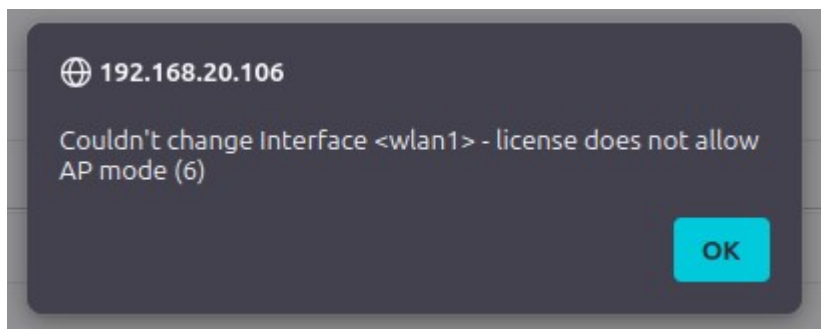 192.168.20.106
Couldn't change Interface <wlan1> - license does not allow
AP mode (6)
OK